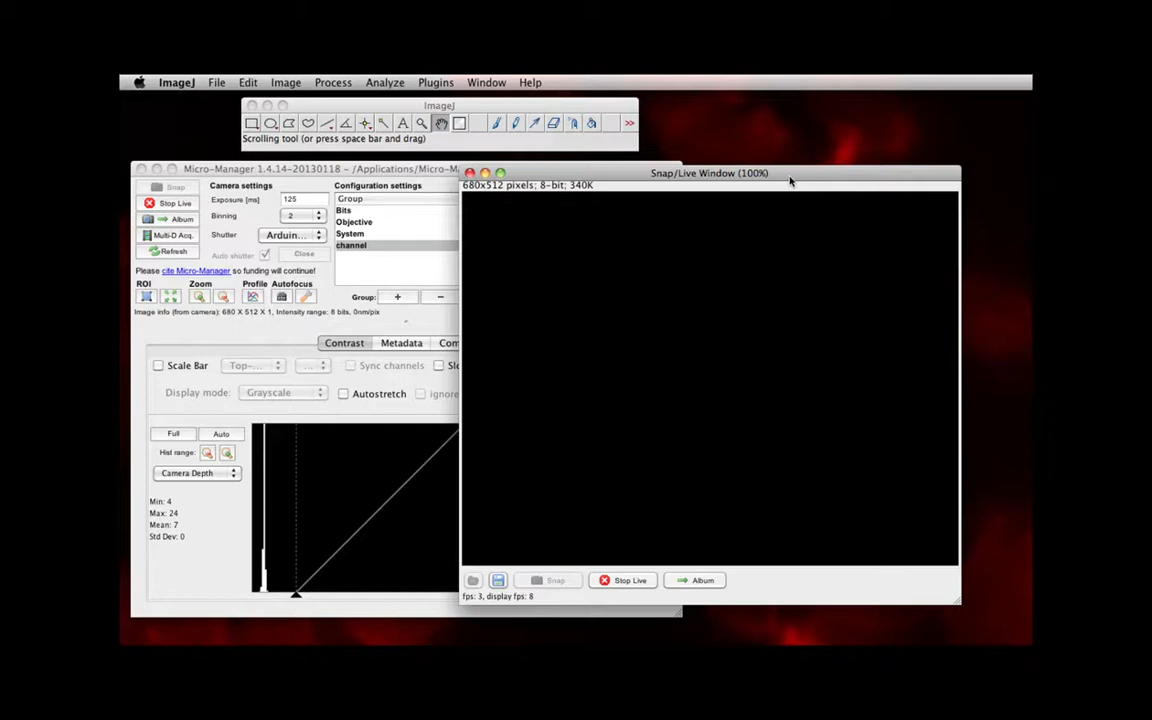 ImageJ File Edit Image Process Analyze Plugins Window Help
ImageJ
A
>>
Scrolling tool (or press space bar and drag)
Micro-Manager 1.4.14-20130118 - /Applications/Micro-M
Snap
Camera settings
Configuration settings
Stop Live
Exposure [ms] 125
Group
Album
Binning 2
Bits
Objective
Multi-D Acq.
Shutter Arduin...
System
channel
Refresh
Auto shutter
Close
Please cite Micro-Manager so funding will continue!
ROI Zoom Profile Autofocus
Group: + −
Image info (from camera): 680 X 512 X 1, Intensity range: 8 bits, 0nm/pix
Contrast Metadata Com
Scale Bar Top-... ... Sync channels Slo
Display mode: Grayscale Autostretch ignore
Full Auto
Hist range:
Camera Depth
Min: 4
Max: 24
Mean: 7
Std Dev: 0
Snap/Live Window (100%)
680x512 pixels; 8-bit; 340K
Snap Stop Live Album
fps: 3, display fps: 8